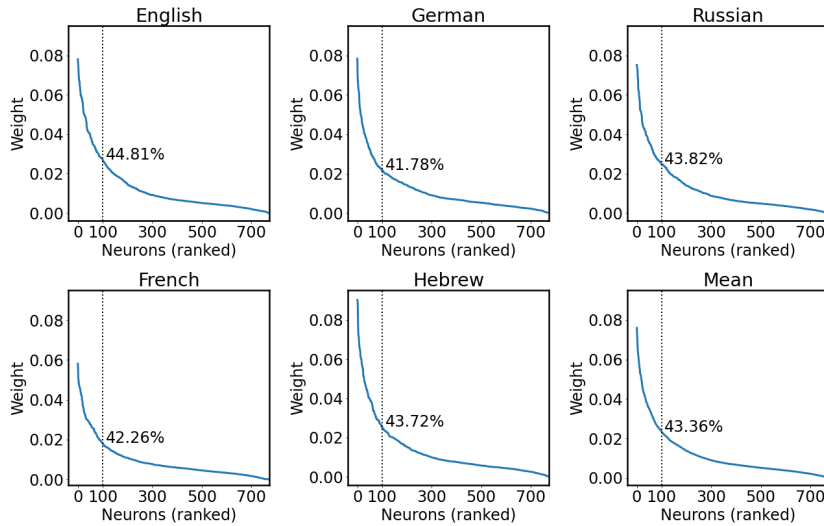 English
German
Russian
0.08
0.06
0.04
0.02
0.00
Weight
44.81%
0 100 300 500 700
Neurons (ranked)
0.08
0.06
0.04
0.02
0.00
Weight
41.78%
0 100 300 500 700
Neurons (ranked)
0.08
0.06
0.04
0.02
0.00
Weight
43.82%
0 100 300 500 700
Neurons (ranked)
French
Hebrew
Mean
0.08
0.06
0.04
0.02
0.00
Weight
42.26%
0 100 300 500 700
Neurons (ranked)
0.08
0.06
0.04
0.02
0.00
Weight
43.72%
0 100 300 500 700
Neurons (ranked)
0.08
0.06
0.04
0.02
0.00
Weight
43.36%
0 100 300 500 700
Neurons (ranked)